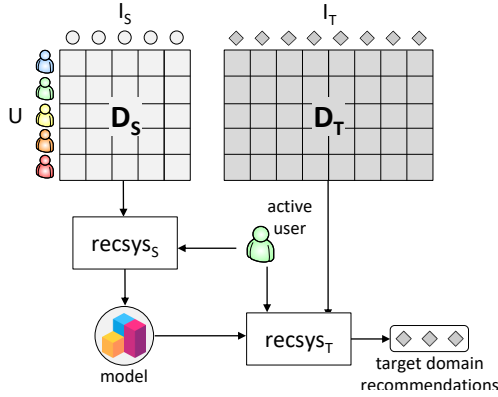 I_S
I_T
U
D_S
D_T
active
user
recsys_S
recsys_T
model
target domain
recommendations